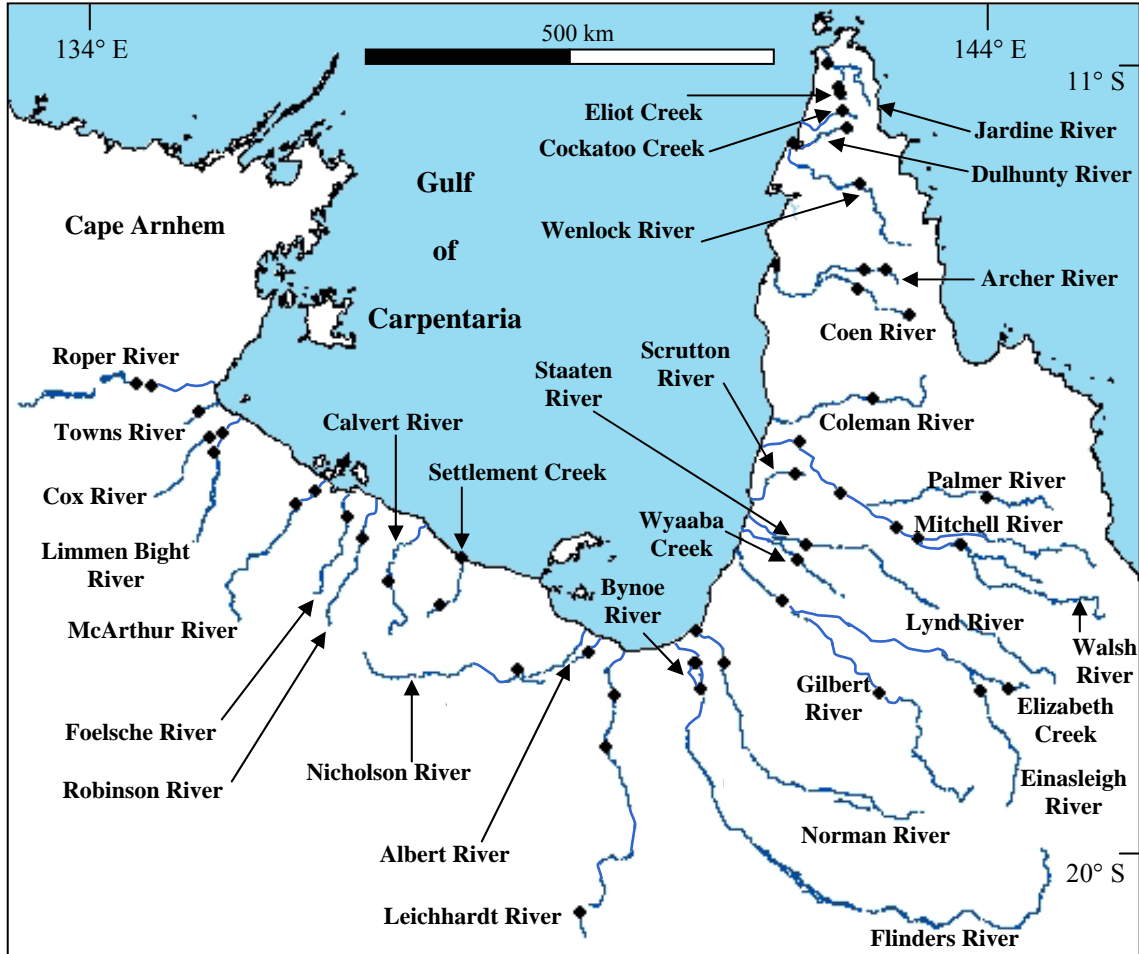 134° E
500 km
144° E
11° S
Eliot Creek
Jardine River
Cockatoo Creek
Dulhunty River
Gulf
of
Carpentaria
Cape Arnhem
Wenlock River
Archer River
Coen River
Scrutton
River
Staaten
River
Roper River
Towns River
Calvert River
Coleman River
Settlement Creek
Cox River
Palmer River
Wyaaba
Creek
Mitchell River
Limmen Bight
River
Bynoe
River
McArthur River
Lynd River
Walsh
River
Gilbert
River
Elizabeth
Creek
Foelsche River
Nicholson River
Robinson River
Einasleigh
River
Norman River
Albert River
20° S
Leichhardt River
Flinders River